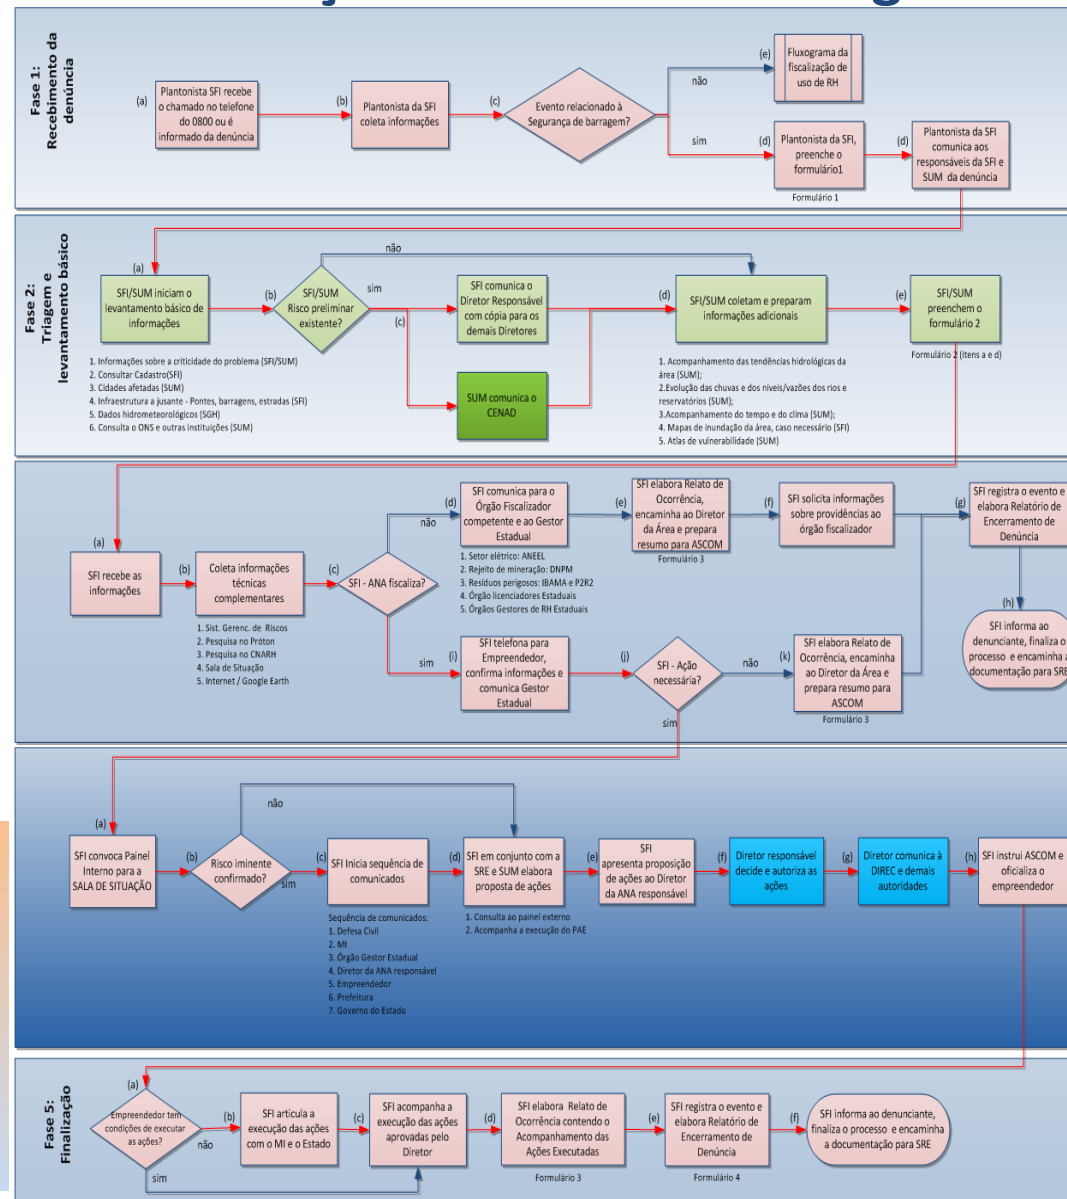 Fase 1:
Recebimento da
denúncia
(a)
Plantonista SFI recebe
o chamado no telefone
do 0800 ou é
informado da denúncia
(b)
Plantonista da SFI
coleta informações
(c)
Evento relacionado à
Segurança de barragem?
não
(e)
Fluxograma da
fiscalização de
uso de RH
sim
(d)
Plantonista da SFI,
preenche o
formulário1
Formulário 1
(d)
Plantonista da SFI
comunica aos
responsáveis da SFI e
SUM da denúncia
Fase 2:
Triagem e
levantamento básico
(a)
SFI/SUM iniciam o
levantamento básico de
informações
1. Informações sobre a criticidade do problema (SFI/SUM)
2. Consultar Cadastro(SFI)
3. Cidades afetadas (SUM)
4. Infraestrutura a jusante - Pontes, barragens, estradas (SFI)
5. Dados hidrometeorológicos (SGH)
6. Consulta o ONS e outras instituições (SUM)
(b)
SFI/SUM
Risco preliminar
existente?
não
sim
(c)
SFI comunica o
Diretor Responsável
com cópia para os
demais Diretores
SUM comunica o
CENAD
(d)
SFI/SUM coletam e preparam
informações adicionais
1. Acompanhamento das tendências hidrológicas da
área (SUM);
2.Evolução das chuvas e dos níveis/vazões dos rios e
reservatórios (SUM);
3.Acompanhamento do tempo e do clima (SUM);
4. Mapas de inundação da área, caso necessário (SFI)
5. Atlas de vulnerabilidade (SUM)
(e)
SFI/SUM
preenchem o
formulário 2
Formulário 2 (itens a e d)
(a)
SFI recebe as
informações
(b)
Coleta informações
técnicas
complementares
1. Sist. Gerenc. de Riscos
2. Pesquisa no Próton
3. Pesquisa no CNARH
4. Sala de Situação
5. Internet / Google Earth
(c)
SFI - ANA fiscaliza?
não
(d)
SFI comunica para o
Órgão Fiscalizador
competente e ao Gestor
Estadual
1. Setor elétrico: ANEEL
2. Rejeito de mineração: DNPM
3. Resíduos perigosos: IBAMA e P2R2
4. Órgão licenciadores Estaduais
5. Órgãos Gestores de RH Estaduais
(e)
SFI elabora Relato de
Ocorrência,
encaminha ao Diretor
da Área e prepara
resumo para ASCOM
Formulário 3
(f)
SFI solicita informações
sobre providências ao
órgão fiscalizador
(g)
SFI registra o evento e
elabora Relatório de
Encerramento de
Denúncia
(h)
SFI informa ao
denunciante, finaliza o
processo e encaminha a
documentação para SRE
sim
(i)
SFI telefona para
Empreendedor,
confirma informações e
comunica Gestor
Estadual
(j)
SFI - Ação
necessária?
não
sim
(k)
SFI elabora Relato de
Ocorrência, encaminha
ao Diretor da Área e
prepara resumo para
ASCOM
Formulário 3
(a)
SFI convoca Painel
Interno para a
SALA DE SITUAÇÃO
(b)
Risco iminente
confirmado?
não
sim
(c)
SFI Inicia sequência de
comunicados
Sequência de comunicados:
1. Defesa Civil
2. MI
3. Órgão Gestor Estadual
4. Diretor da ANA responsável
5. Empreendedor
6. Prefeitura
7. Governo do Estado
(d)
SFI em conjunto com a
SRE e SUM elabora
proposta de ações
1. Consulta ao painel externo
2. Acompanha a execução do PAE
(e)
SFI
apresenta proposição
de ações ao Diretor
da ANA responsável
(f)
Diretor responsável
decide e autoriza as
ações
(g)
Diretor comunica à
DIREC e demais
autoridades
(h)
SFI instrui ASCOM e
oficializa o
empreendedor
Fase 5:
Finalização
(a)
Empreendedor tem
condições de executar
as ações?
não
sim
(b)
SFI articula a
execução das ações
com o MI e o Estado
(c)
SFI acompanha a
execução das ações
aprovadas pelo
Diretor
(d)
SFI elabora Relato de
Ocorrência contendo o
Acompanhamento das
Ações Executadas
Formulário 3
(e)
SFI registra o evento e
elabora Relatório de
Encerramento de
Denúncia
Formulário 4
(f)
SFI informa ao denunciante,
finaliza o processo e encaminha
a documentação para SRE